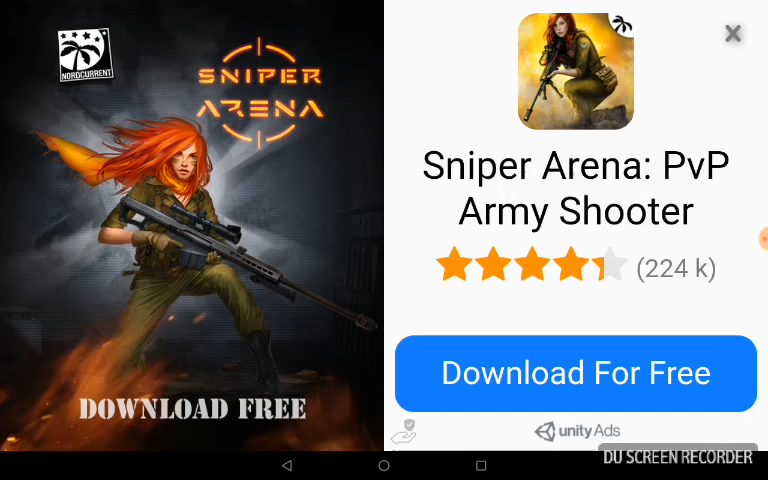 NORDCURRENT
SNIPER
ARENA
DOWNLOAD FREE
Sniper Arena: PvP
Army Shooter
(224 k)
Download For Free
unity Ads
DU SCREEN RECORDER